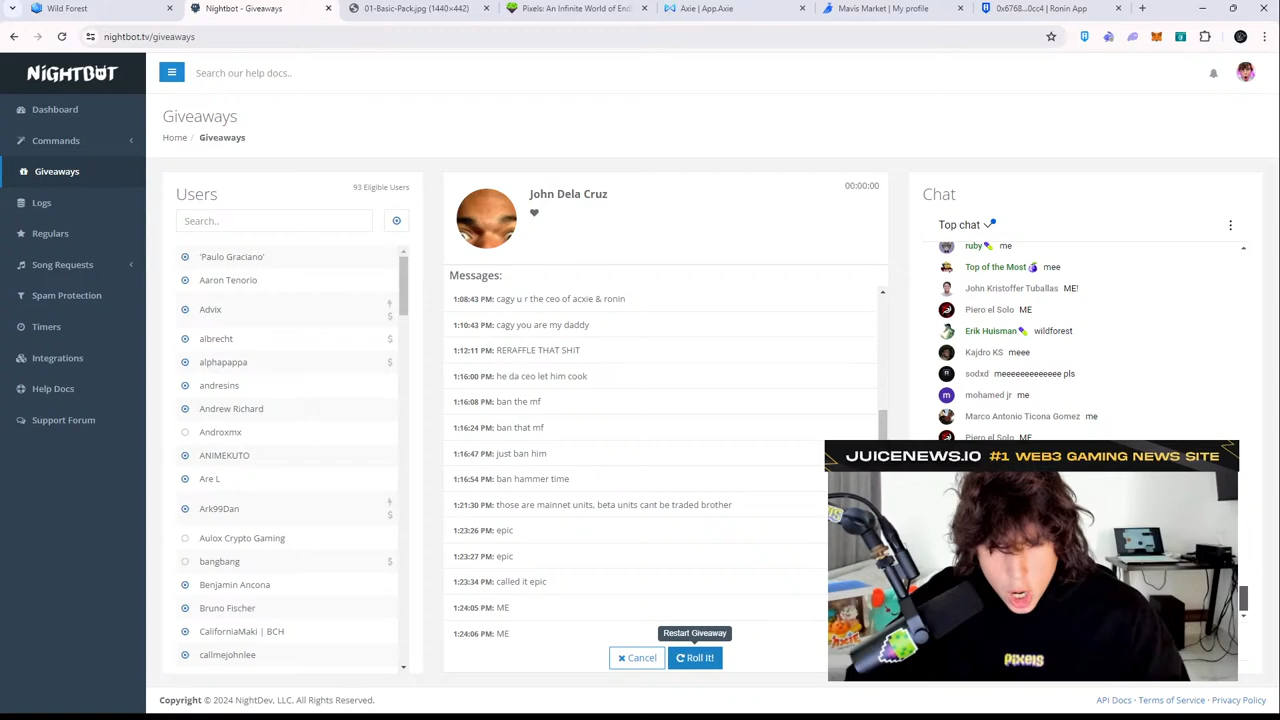 Wild Forest
Nightbot - Giveaways
01-Basic-Pack.jpg (1440×442)
Pixels: An Infinite World of End
Axie | App.Axie
Mavis Market | My profile
0x6768...0cc4 | Ronin App
nightbot.tv/giveaways
NiGHTBOT
Search our help docs..
Dashboard
Commands
Giveaways
Logs
Regulars
Song Requests
Spam Protection
Timers
Integrations
Help Docs
Support Forum
Giveaways
Home / Giveaways
Users
93 Eligible Users
Search..
'Paulo Graciano'
Aaron Tenorio
Advix
$
albrecht
$
alphapappa
$
andresins
Andrew Richard
Androxmx
ANIMEKUTO
Are L
Ark99Dan
$
Aulox Crypto Gaming
bangbang
$
Benjamin Ancona
Bruno Fischer
CaliforniaMaki | BCH
callmejohnlee
John Dela Cruz
00:00:00
Messages:
1:08:43 PM: cagy u r the ceo of acxie & ronin
1:10:43 PM: cagy you are my daddy
1:12:11 PM: RERAFFLE THAT SHIT
1:16:00 PM: he da ceo let him cook
1:16:08 PM: ban the mf
1:16:24 PM: ban that mf
1:16:47 PM: just ban him
1:16:54 PM: ban hammer time
1:21:30 PM: those are mainnet units, beta units cant be traded brother
1:23:26 PM: epic
1:23:27 PM: epic
1:23:34 PM: called it epic
1:24:05 PM: ME
1:24:06 PM: ME
Restart Giveaway
Cancel
Roll It!
Chat
Top chat
ruby me
Top of the Most mee
John Kristoffer Tuballas ME!
Piero el Solo ME
Erik Huisman wildforest
Kajdro KS meee
sodxd meeeeeeeeeeeee pls
m mohamed jr me
Marco Antonio Ticona Gomez me
Piero el Solo ME
JUICENEWS.IO #1 WEB3 GAMING NEWS SITE
pixels
Copyright © 2024 NightDev, LLC. All Rights Reserved.
API Docs · Terms of Service · Privacy Policy